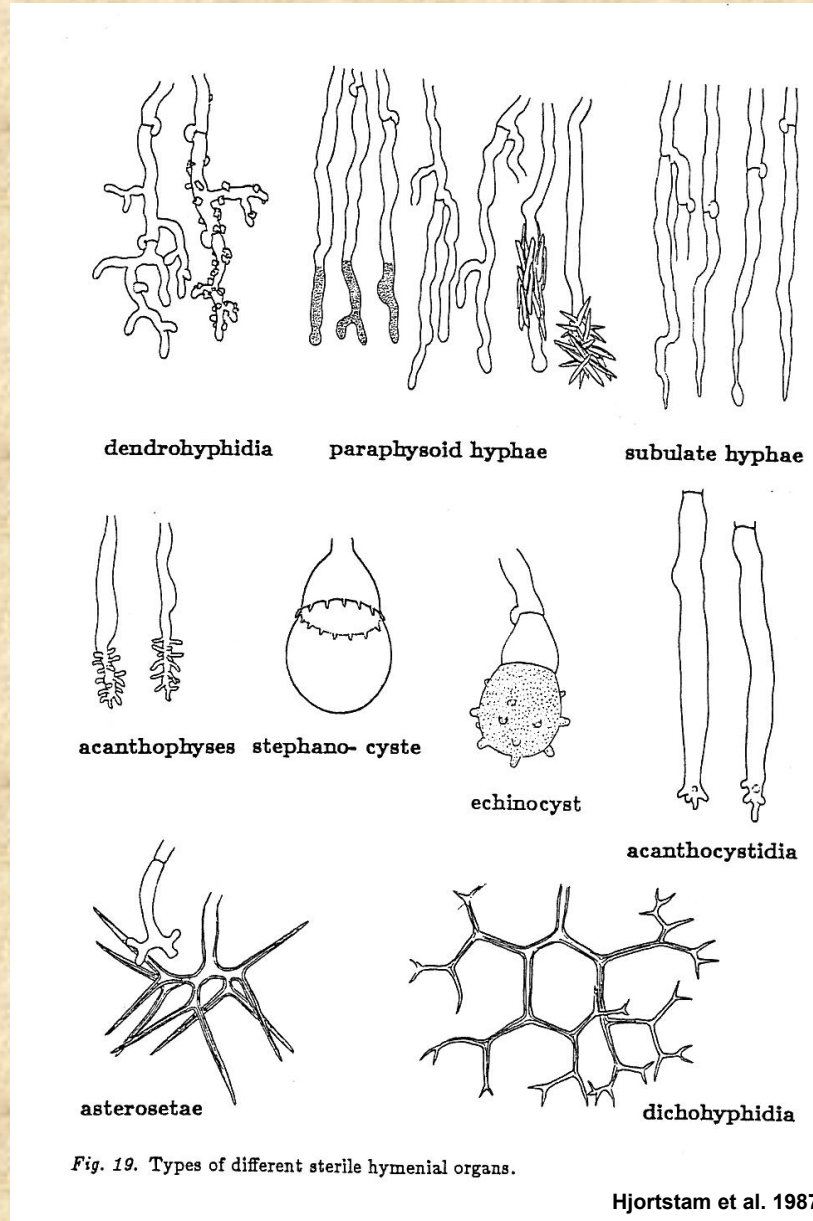 dendrohyphidia paraphysoid hyphae subulate hyphae
acanthophyses stephano- cyste
echinocyst
acanthocystidia
asterosetae
dichohyphidia
Fig. 19. Types of different sterile hymenial organs.
Hjortstam et al. 1987